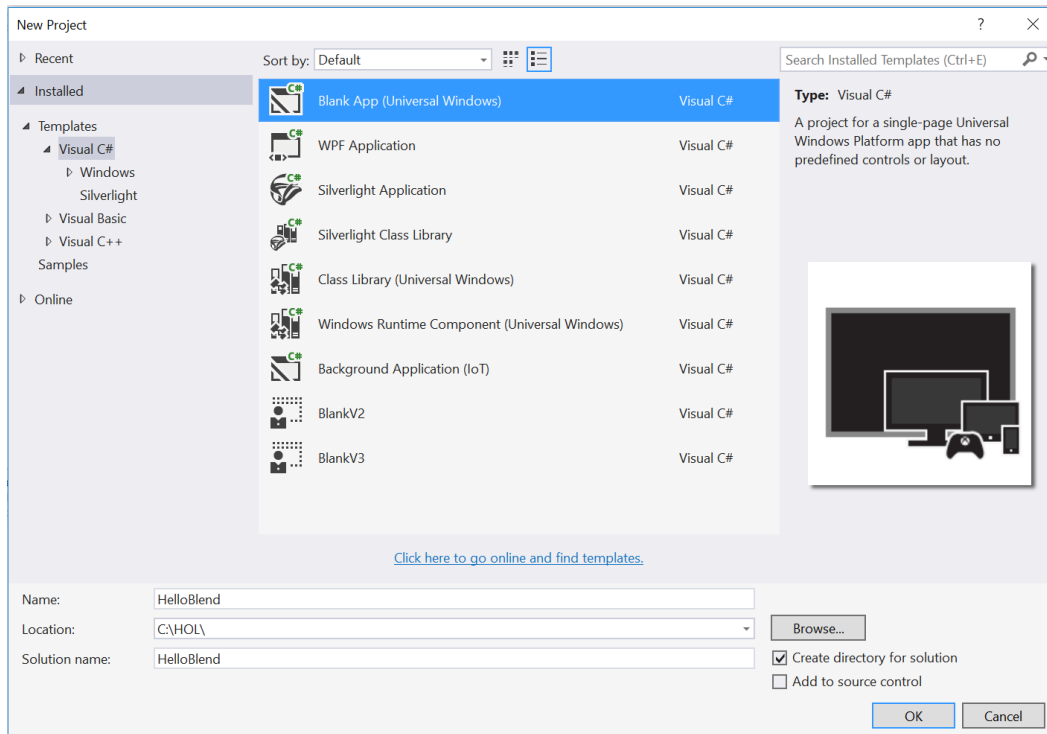 New Project
?
Recent
Sort by: Default
Search Installed Templates (Ctrl+E)
Installed
Templates
Visual C#
Windows
Silverlight
Visual Basic
Visual C++
Samples
Online
C# Blank App (Universal Windows) Visual C#
C# WPF Application Visual C#
C# Silverlight Application Visual C#
C# Silverlight Class Library Visual C#
C# Class Library (Universal Windows) Visual C#
C# Windows Runtime Component (Universal Windows) Visual C#
C# Background Application (IoT) Visual C#
BlankV2 Visual C#
BlankV3 Visual C#
Type: Visual C#
A project for a single-page Universal
Windows Platform app that has no
predefined controls or layout.
Click here to go online and find templates.
Name: HelloBlend
Location: C:\HOL\ Browse...
Solution name: HelloBlend
Create directory for solution
Add to source control
OK Cancel